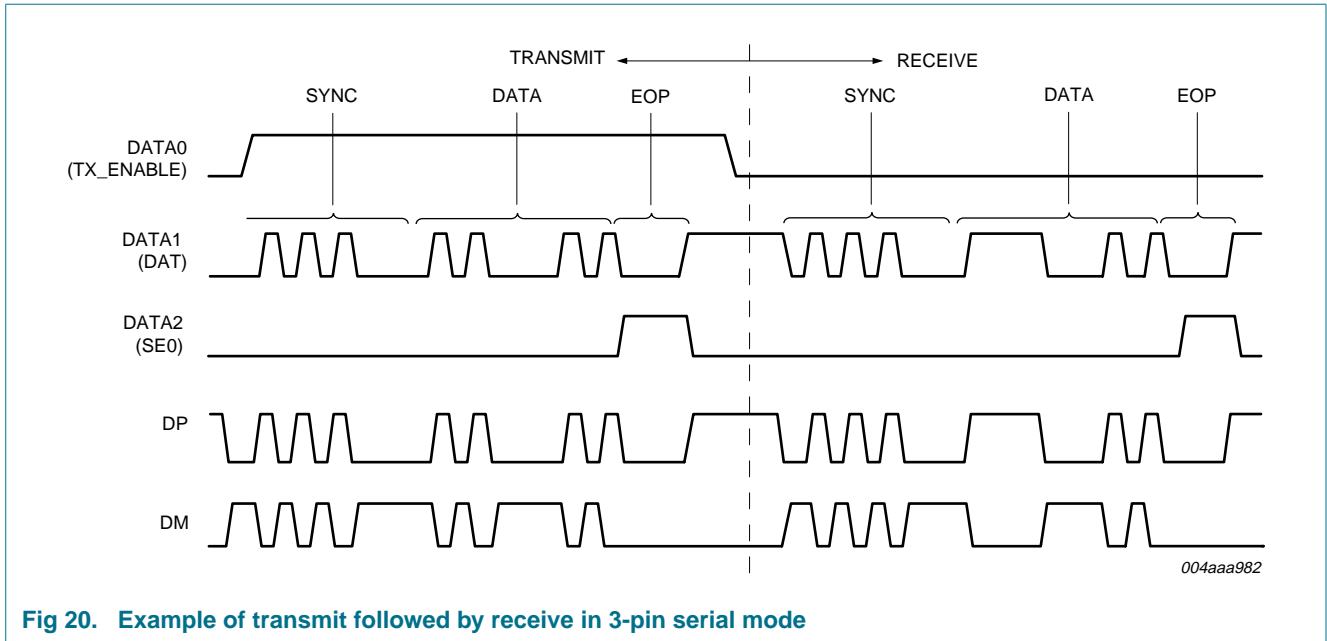 TRANSMIT
RECEIVE
SYNC
DATA
EOP
SYNC
DATA
EOP
DATA0
(TX_ENABLE)
DATA1
(DAT)
DATA2
(SE0)
DP
DM
004aaa982
Fig 20. Example of transmit followed by receive in 3-pin serial mode